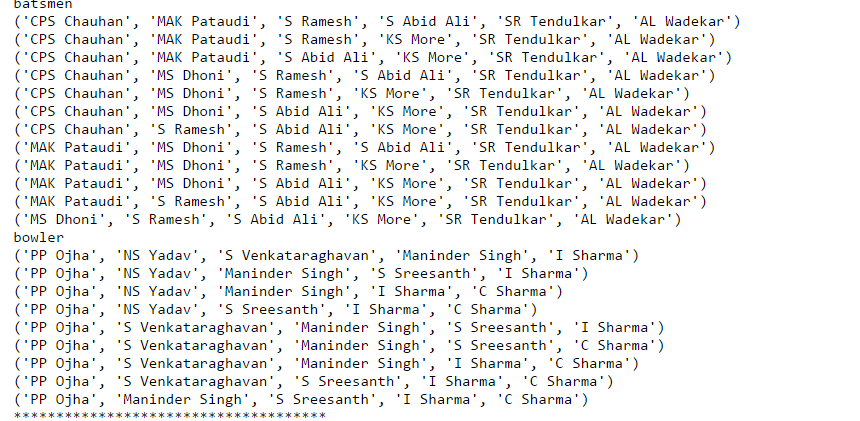 batsmen
('CPS Chauhan', 'MAK Pataudi', 'S Ramesh', 'S Abid Ali', 'SR Tendulkar', 'AL Wadekar')
('CPS Chauhan', 'MAK Pataudi', 'S Ramesh', 'KS More', 'SR Tendulkar', 'AL Wadekar')
('CPS Chauhan', 'MAK Pataudi', 'S Abid Ali', 'KS More', 'SR Tendulkar', 'AL Wadekar')
('CPS Chauhan', 'MS Dhoni', 'S Ramesh', 'S Abid Ali', 'SR Tendulkar', 'AL Wadekar')
('CPS Chauhan', 'MS Dhoni', 'S Ramesh', 'KS More', 'SR Tendulkar', 'AL Wadekar')
('CPS Chauhan', 'MS Dhoni', 'S Abid Ali', 'KS More', 'SR Tendulkar', 'AL Wadekar')
('CPS Chauhan', 'S Ramesh', 'S Abid Ali', 'KS More', 'SR Tendulkar', 'AL Wadekar')
('MAK Pataudi', 'MS Dhoni', 'S Ramesh', 'S Abid Ali', 'SR Tendulkar', 'AL Wadekar')
('MAK Pataudi', 'MS Dhoni', 'S Ramesh', 'KS More', 'SR Tendulkar', 'AL Wadekar')
('MAK Pataudi', 'MS Dhoni', 'S Abid Ali', 'KS More', 'SR Tendulkar', 'AL Wadekar')
('MAK Pataudi', 'S Ramesh', 'S Abid Ali', 'KS More', 'SR Tendulkar', 'AL Wadekar')
('MS Dhoni', 'S Ramesh', 'S Abid Ali', 'KS More', 'SR Tendulkar', 'AL Wadekar')
bowler
('PP Ojha', 'NS Yadav', 'S Venkataraghavan', 'Maninder Singh', 'I Sharma')
('PP Ojha', 'NS Yadav', 'Maninder Singh', 'S Sreesanth', 'I Sharma')
('PP Ojha', 'NS Yadav', 'Maninder Singh', 'I Sharma', 'C Sharma')
('PP Ojha', 'NS Yadav', 'S Sreesanth', 'I Sharma', 'C Sharma')
('PP Ojha', 'S Venkataraghavan', 'Maninder Singh', 'S Sreesanth', 'I Sharma')
('PP Ojha', 'S Venkataraghavan', 'Maninder Singh', 'S Sreesanth', 'C Sharma')
('PP Ojha', 'S Venkataraghavan', 'Maninder Singh', 'I Sharma', 'C Sharma')
('PP Ojha', 'S Venkataraghavan', 'S Sreesanth', 'I Sharma', 'C Sharma')
('PP Ojha', 'Maninder Singh', 'S Sreesanth', 'I Sharma', 'C Sharma')
*************************************